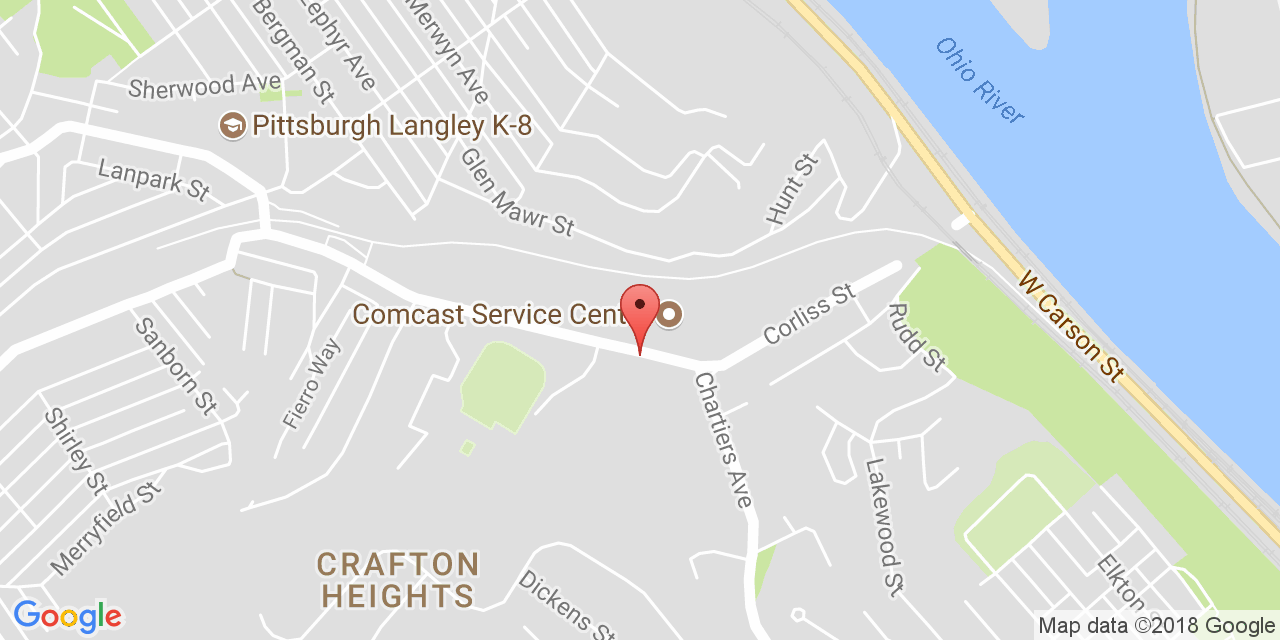 Bergman St
Zephyr Ave
Merwyn Ave
Ohio River
Sherwood Ave
Pittsburgh Langley K-8
Lanpark St
Glen Mawr St
Hunt St
W Carson St
Comcast Service Cent
Corliss St
Rudd St
Sanborn St
Fierro Way
Chartiers Ave
Shirley St
Merryfield St
Lakewood St
CRAFTON
HEIGHTS
Dickens St
Elkton S
Google
Map data ©2018 Google